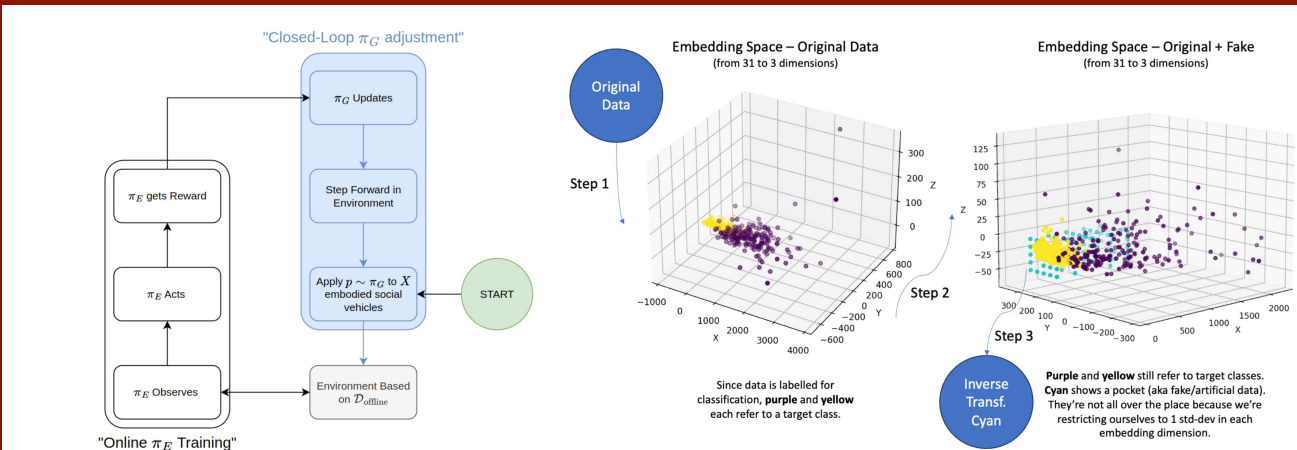 "Closed-Loop π_G adjustment"
π_G Updates
Step Forward in
Environment
Apply p ∼ π_G to X
embodied social
vehicles
START
π_E gets Reward
π_E Acts
π_E Observes
Environment Based
on 𝒟_offline
"Online π_E Training"
Original
Data
Step 1
Embedding Space – Original Data
(from 31 to 3 dimensions)
300
200
100
0
Z
−1000
0
1000
2000
3000
4000
X
800
600
400
200
0
−200
−400
−600
Y
Since data is labelled for
classification, purple and yellow
each refer to a target class.
Step 2
Embedding Space – Original + Fake
(from 31 to 3 dimensions)
125
100
75
50
25
0
−25
−50
Z
300
200
100
0
−100
−200
−300
Y
0
500
1000
1500
2000
X
Step 3
Inverse
Transf.
Cyan
Purple and yellow still refer to target classes.
Cyan shows a pocket (aka fake/artificial data).
They're not all over the place because we're
restricting ourselves to 1 std-dev in each
embedding dimension.